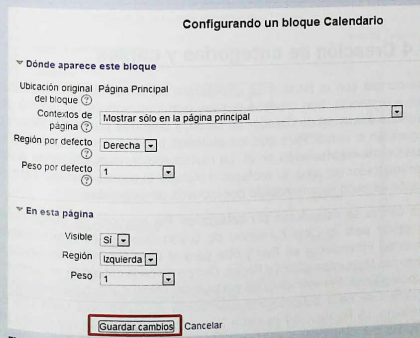 Configurando un bloque Calendario
Dónde aparece este bloque
Ubicación original del bloque Página Principal
Contextos de página Mostrar sólo en la página principal
Región por defecto Derecha
Peso por defecto 1
En esta página
Visible Sí
Región Izquierda
Peso 1
Guardar cambios Cancelar